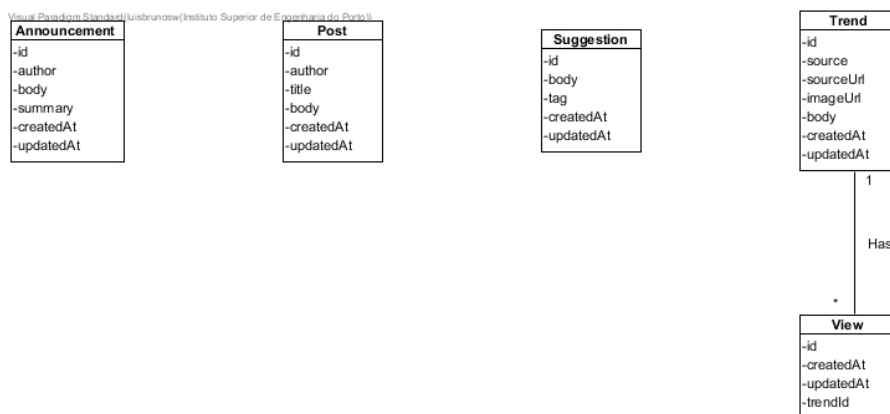 Visual Paradigm Standard(luisbrunosw(Instituto Superior de Engenharia do Porto))
Announcement
-id
-author
-body
-summary
-createdAt
-updatedAt
Post
-id
-author
-title
-body
-createdAt
-updatedAt
Suggestion
-id
-body
-tag
-createdAt
-updatedAt
Trend
-id
-source
-sourceUrl
-imageUrl
-body
-createdAt
-updatedAt
1
Has
*
View
-id
-createdAt
-updatedAt
-trendId